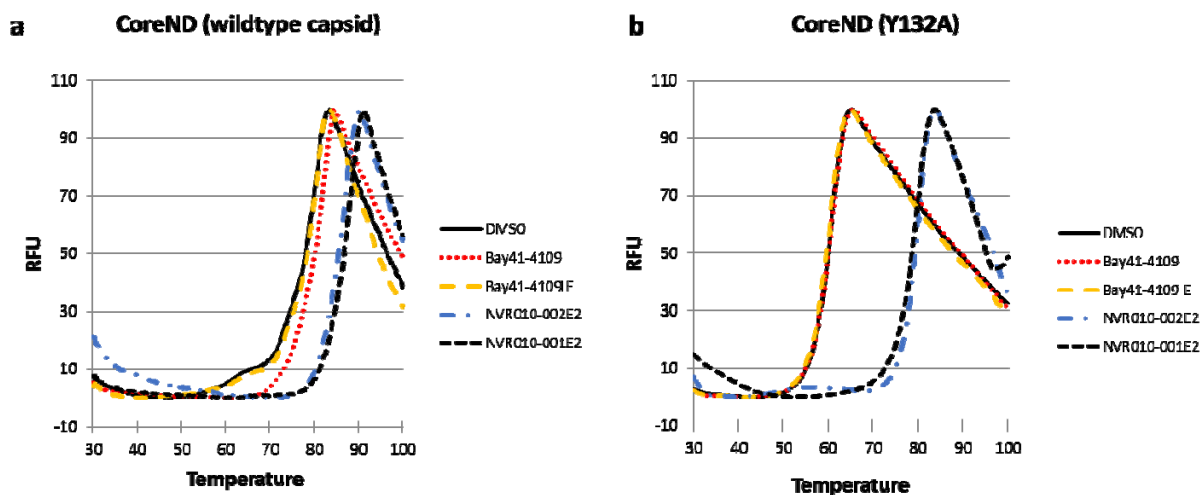 a
CoreND (wildtype capsid)
RFU
110
90
70
50
30
10
-10
30 40 50 60 70 80 90 100
Temperature
DMSO
Bay41-4109
Bay41-4109
NVR010-002E2
NVR010-001E2
b
CoreND (Y132A)
RFU
110
90
70
50
30
10
-10
30 40 50 60 70 80 90 100
Temperature
DMSO
Bay41-4109
Bay41-4109 E
NVR010-002E2
NVR010-001E2